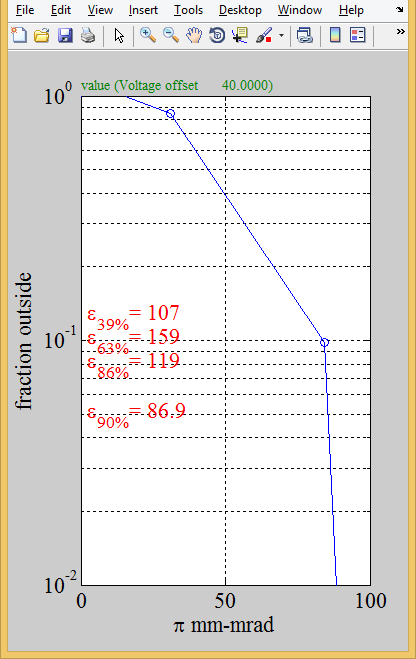 File Edit View Insert Tools Desktop Window Help
value (Voltage offset 40.0000)
10^0
ε39% = 107
10^-1
ε63% = 159
ε86% = 119
ε90% = 86.9
10^-2
0 50 100
π mm-mrad
fraction outside